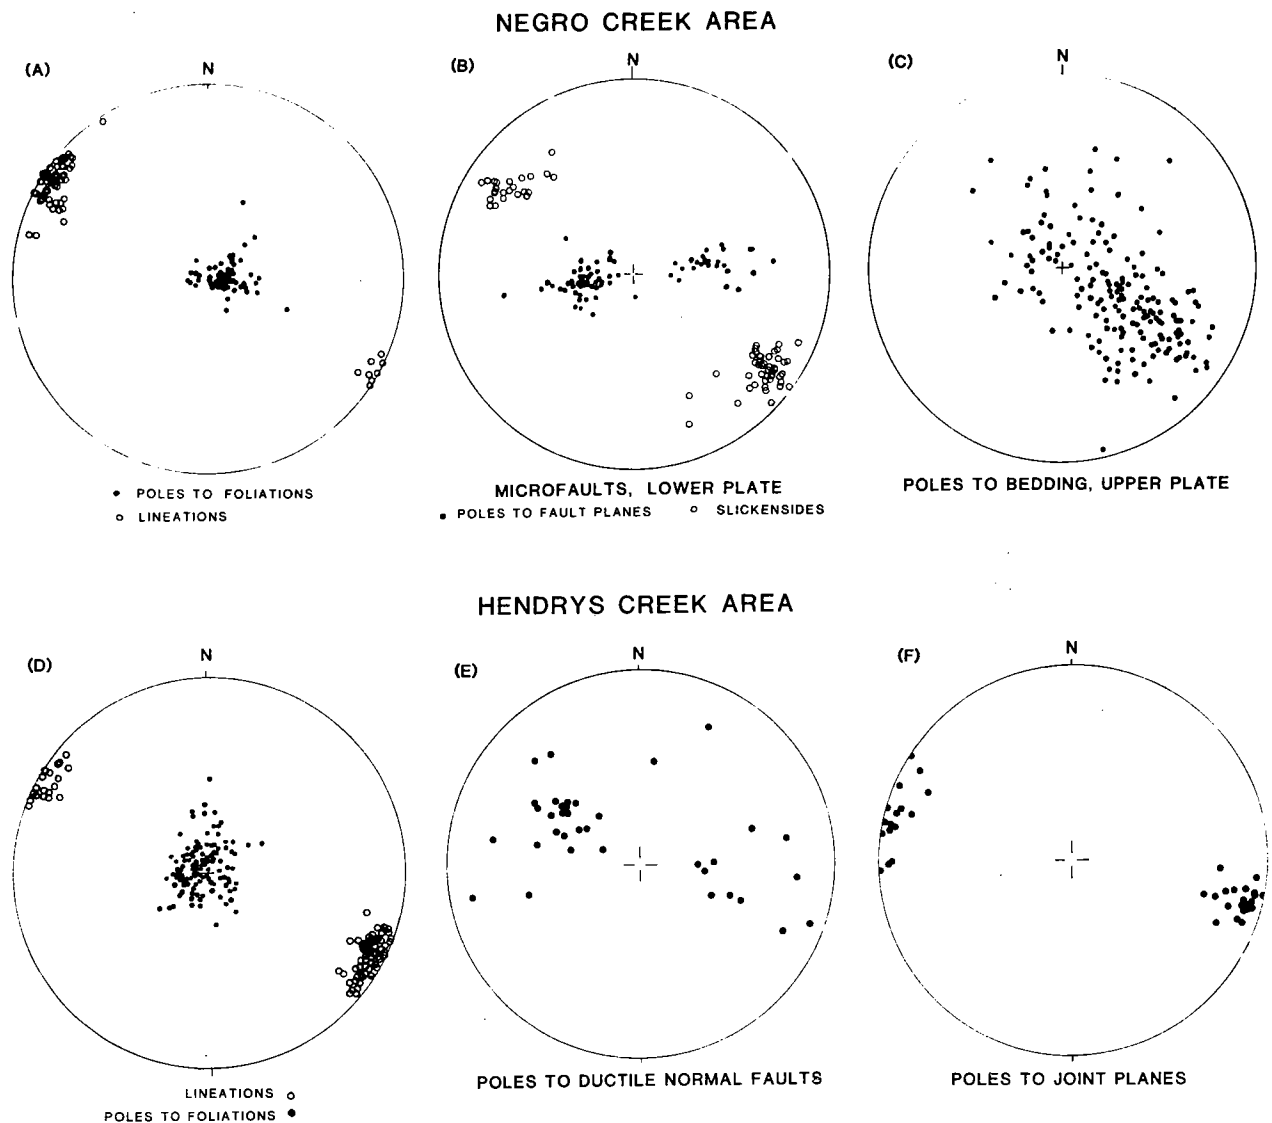 NEGRO CREEK AREA
(A)
N
(B)
N
(C)
N
POLES TO FOLIATIONS
LINEATIONS
MICROFAULTS, LOWER PLATE
POLES TO FAULT PLANES
SLICKENSIDES
POLES TO BEDDING, UPPER PLATE
HENDRYS CREEK AREA
(D)
N
(E)
N
(F)
N
LINEATIONS
POLES TO FOLIATIONS
POLES TO DUCTILE NORMAL FAULTS
POLES TO JOINT PLANES